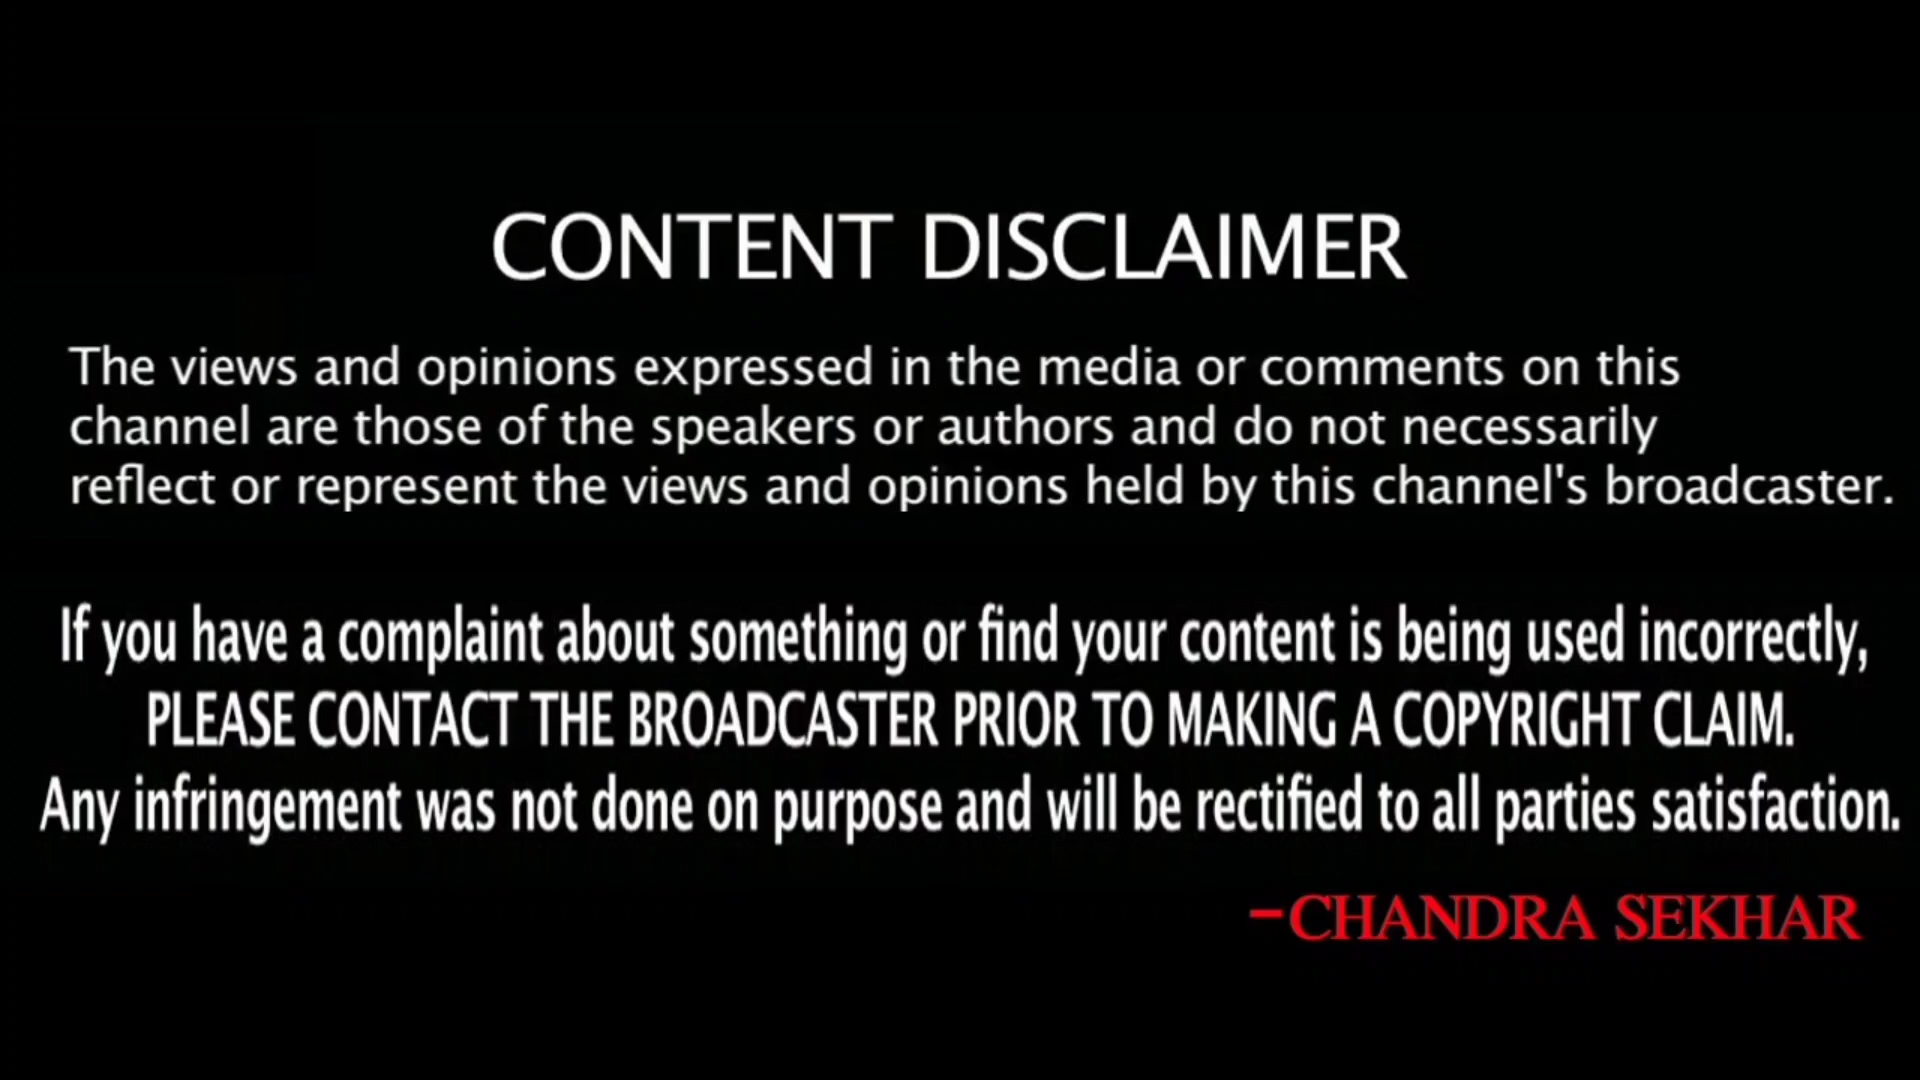 CONTENT DISCLAIMER
The views and opinions expressed in the media or comments on this
channel are those of the speakers or authors and do not necessarily
reflect or represent the views and opinions held by this channel's broadcaster.
If you have a complaint about something or find your content is being used incorrectly,
PLEASE CONTACT THE BROADCASTER PRIOR TO MAKING A COPYRIGHT CLAIM.
Any infringement was not done on purpose and will be rectified to all parties satisfaction.
-CHANDRA SEKHAR